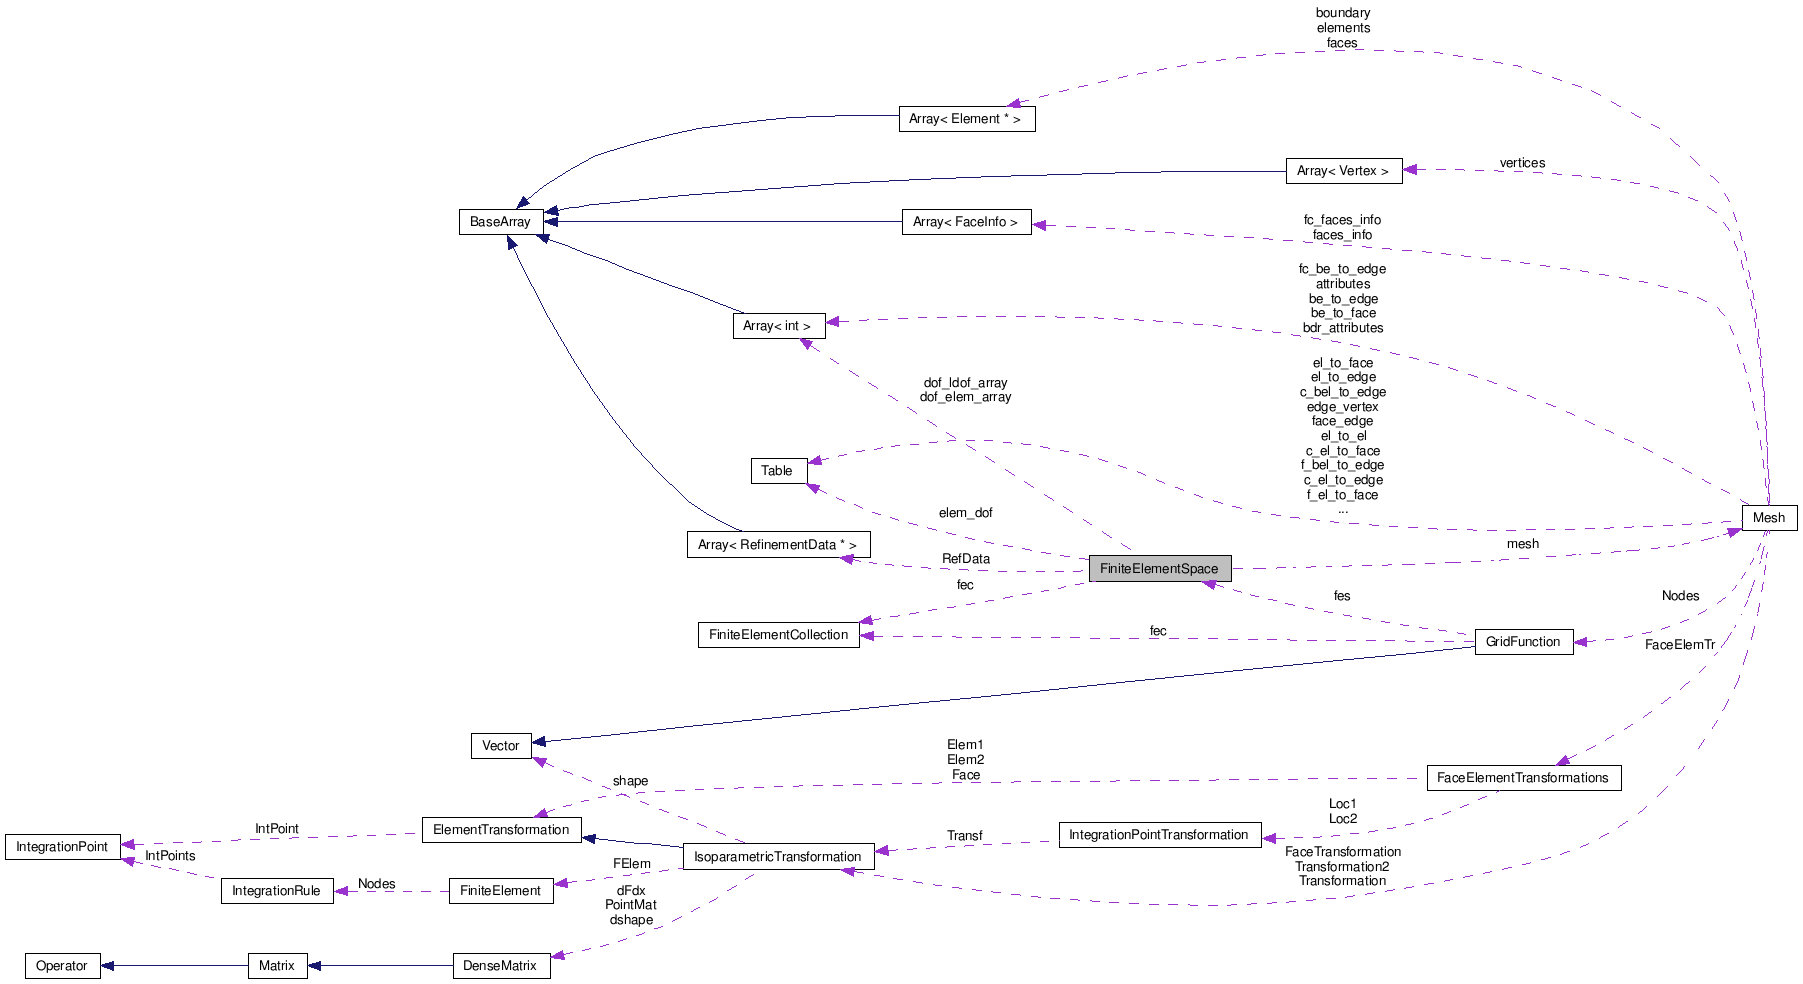 boundary
elements
faces
Array< Element * >
vertices
Array< Vertex >
BaseArray
Array< FaceInfo >
fc_faces_info
faces_info
fc_be_to_edge
attributes
be_to_edge
be_to_face
bdr_attributes
Array< int >
el_to_face
el_to_edge
c_bel_to_edge
edge_vertex
face_edge
el_to_el
c_el_to_face
f_bel_to_edge
c_el_to_edge
f_el_to_face
...
dof_ldof_array
dof_elem_array
Table
elem_dof
Mesh
Array< RefinementData * >
RefData
mesh
FiniteElementSpace
fec
fes
Nodes
FiniteElementCollection
fec
GridFunction
FaceElemTr
Vector
Elem1
Elem2
Face
shape
FaceElementTransformations
Loc1
Loc2
IntPoint
ElementTransformation
Transf
IntegrationPointTransformation
IntegrationPoint
IntPoints
IsoparametricTransformation
FaceTransformation
Transformation2
Transformation
FElem
IntegrationRule
Nodes
FiniteElement
dFdx
PointMat
dshape
Operator
Matrix
DenseMatrix